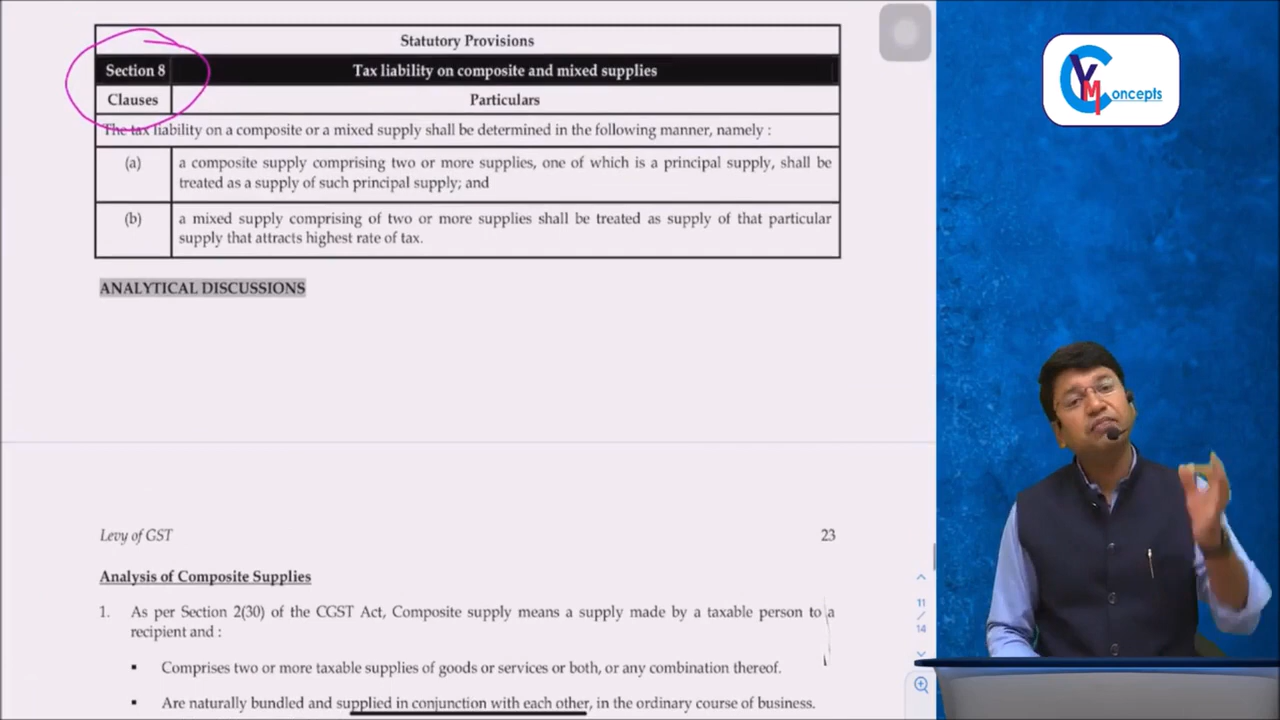 Statutory Provisions
Section 8 Tax liability on composite and mixed supplies
Clauses Particulars
The tax liability on a composite or a mixed supply shall be determined in the following manner, namely :
(a) a composite supply comprising two or more supplies, one of which is a principal supply, shall be
treated as a supply of such principal supply; and
(b) a mixed supply comprising of two or more supplies shall be treated as supply of that particular
supply that attracts highest rate of tax.
ANALYTICAL DISCUSSIONS
Levy of GST 23
Analysis of Composite Supplies
1. As per Section 2(30) of the CGST Act, Composite supply means a supply made by a taxable person to a
recipient and :
▪ Comprises two or more taxable supplies of goods or services or both, or any combination thereof.
▪ Are naturally bundled and supplied in conjunction with each other, in the ordinary course of business.
YM Concepts
11
/
14